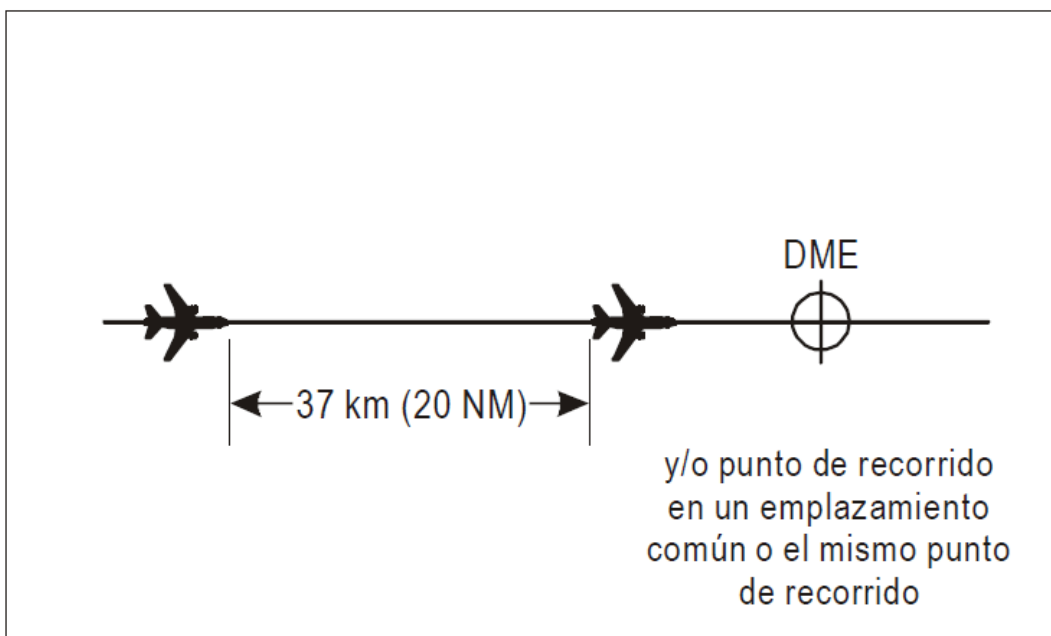 DME
37 km (20 NM)
y/o punto de recorrido
en un emplazamiento
común o el mismo punto
de recorrido